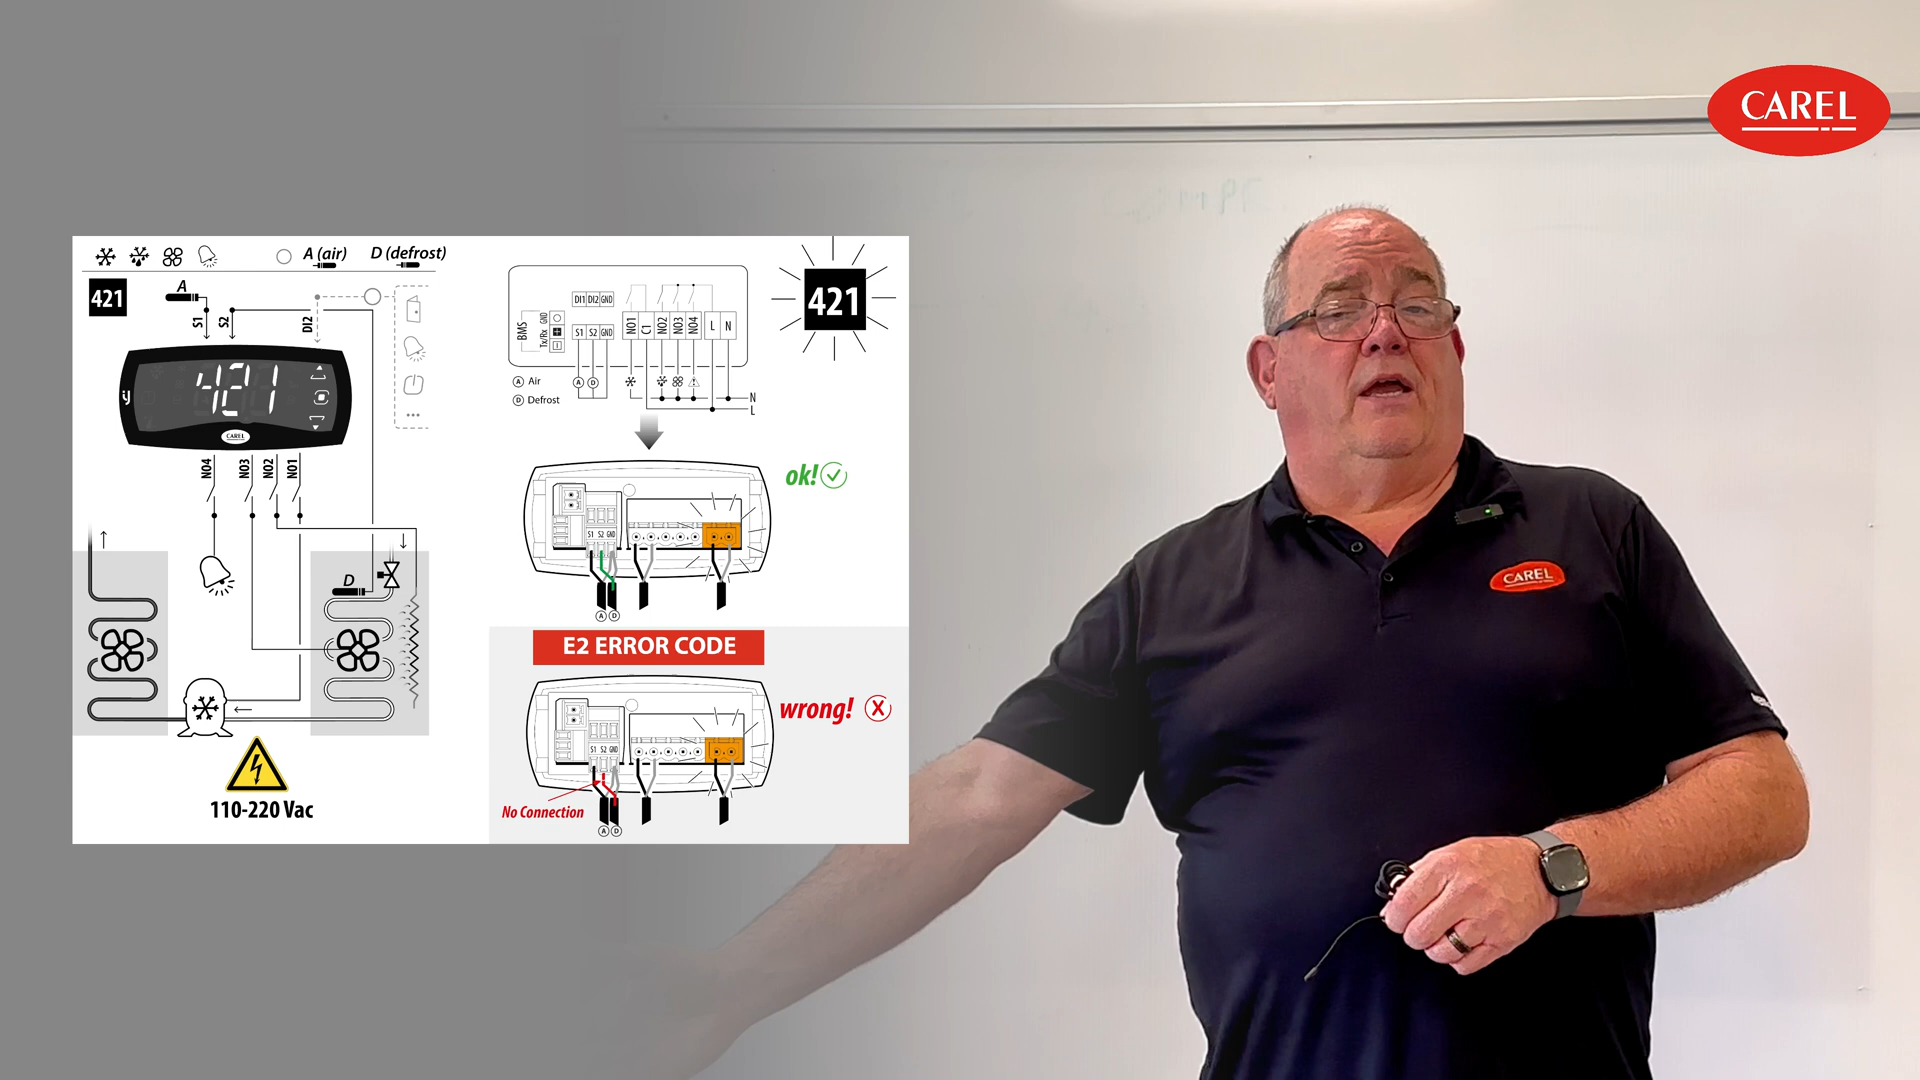 CAREL
A (air) D (defrost)
421
A
S1
S2
DI2
421
CAREL
NO4
NO3
NO2
NO1
D
110-220 Vac
DI1 DI2 GND
BMS
GND
Tx/Rx
S1 S2 GND
NO1
C1
NO2
NO3
NO4
L N
A Air
D Defrost
A D
N
L
421
ok!
S1 S2 GND
A D
E2 ERROR CODE
wrong!
S1 S2 GND
No Connection
A D
CAREL